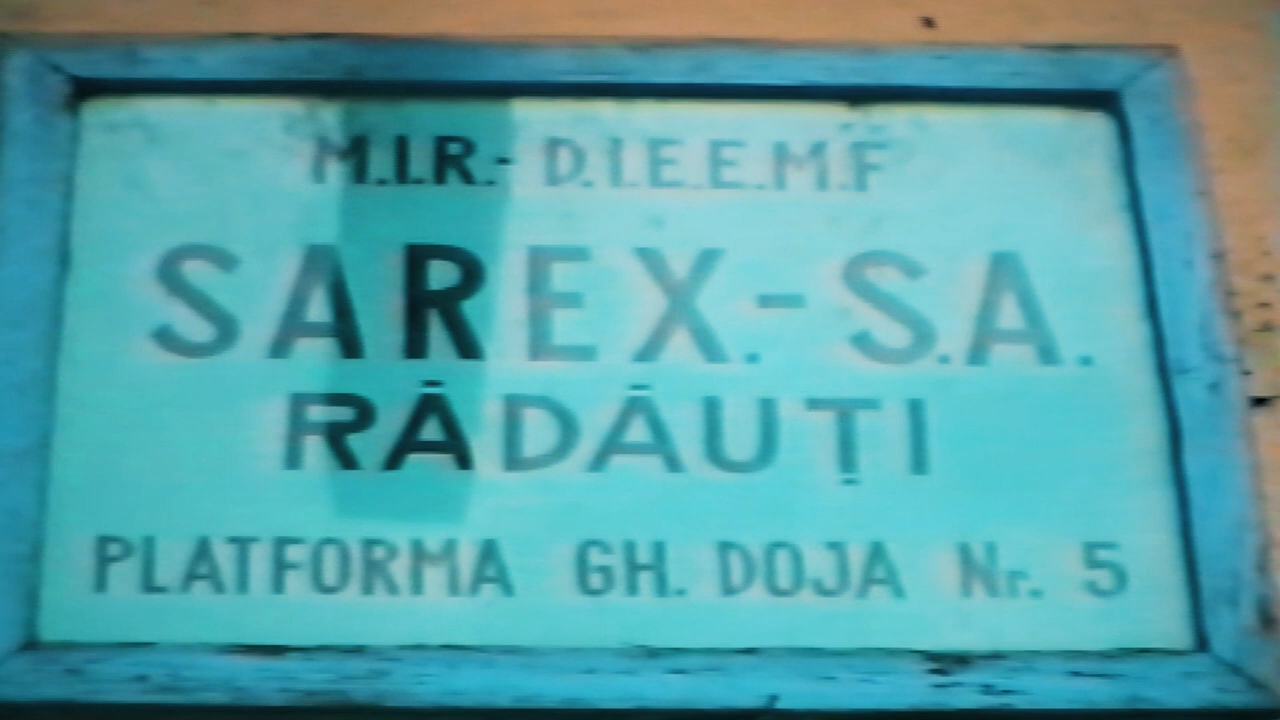 M.I.R.- D.I.E.E.M.F
SAREX.- S.A.
RĂDĂUȚI
PLATFORMA GH. DOJA Nr. 5